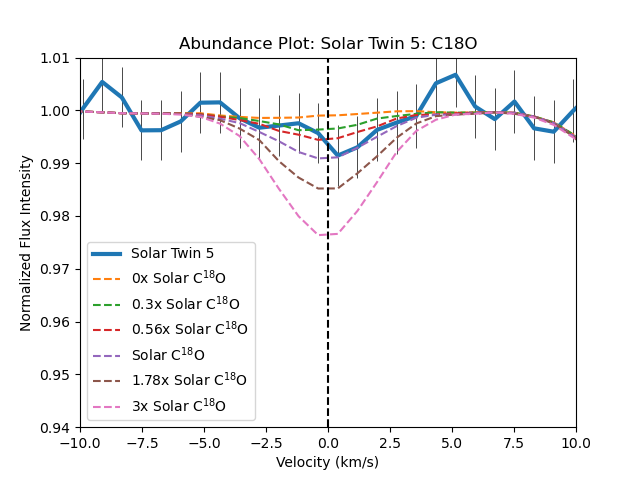 Abundance Plot: Solar Twin 5: C18O
1.01
1.00
0.99
0.98
0.97
0.96
0.95
0.94
Normalized Flux Intensity
Solar Twin 5
0x Solar C¹⁸O
0.3x Solar C¹⁸O
0.56x Solar C¹⁸O
Solar C¹⁸O
1.78x Solar C¹⁸O
3x Solar C¹⁸O
−10.0 −7.5 −5.0 −2.5 0.0 2.5 5.0 7.5 10.0
Velocity (km/s)